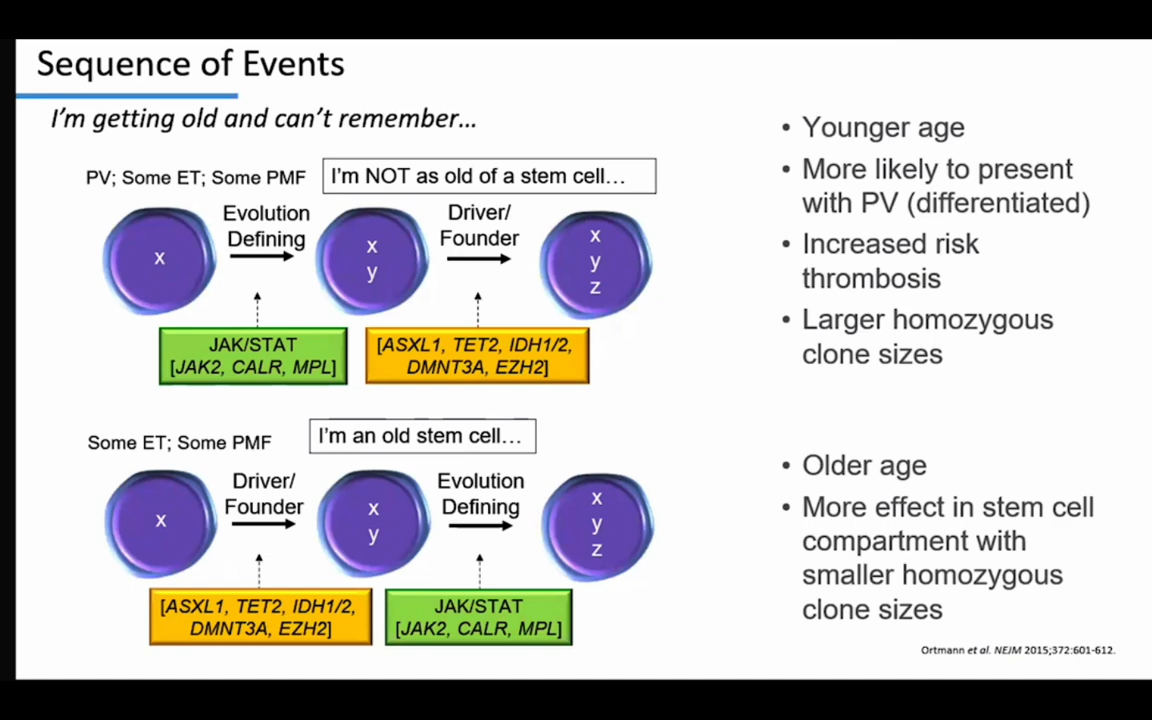 Sequence of Events
I'm getting old and can't remember…
PV; Some ET; Some PMF
I'm NOT as old of a stem cell…
x
Evolution
Defining
x
y
Driver/
Founder
x
y
z
JAK/STAT
[JAK2, CALR, MPL]
[ASXL1, TET2, IDH1/2,
DMNT3A, EZH2]
• Younger age
• More likely to present
with PV (differentiated)
• Increased risk
thrombosis
• Larger homozygous
clone sizes
Some ET; Some PMF
I'm an old stem cell…
x
Driver/
Founder
x
y
Evolution
Defining
x
y
z
[ASXL1, TET2, IDH1/2,
DMNT3A, EZH2]
JAK/STAT
[JAK2, CALR, MPL]
• Older age
• More effect in stem cell
compartment with
smaller homozygous
clone sizes
Ortmann et al. NEJM 2015;372:601-612.